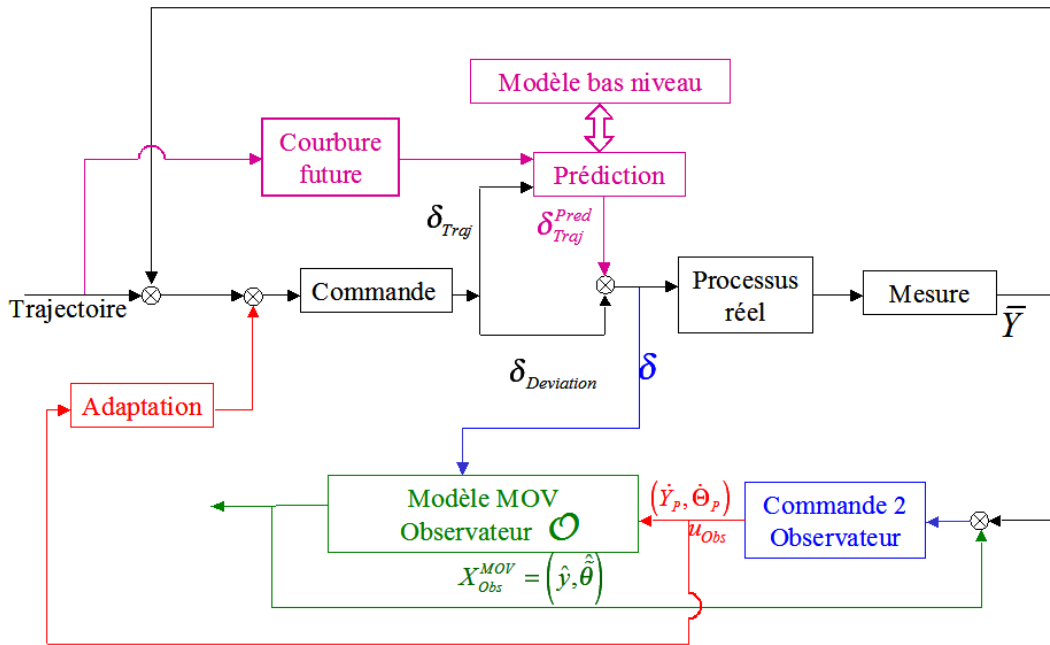 Modèle bas niveau
Courbure
future
Prédiction
δ_Traj
δ_Traj^Pred
Trajectoire
Commande
Processus
réel
Mesure
Y̅
δ_Deviation
δ
Adaptation
Modèle MOV
Observateur 𝒪
(Ẏ_P, Θ̇_P)
u_Obs
Commande 2
Observateur
X_Obs^MOV = (ŷ, θ̃̂)